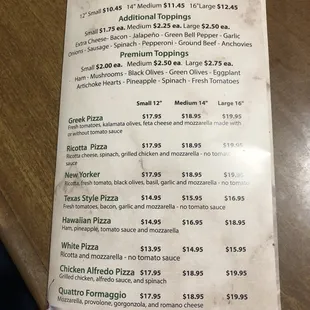 12" Small $10.45 14" Medium $11.45 16"Large $12.45
Additional Toppings
Small $1.75 ea. Medium $2.25 ea. Large $2.50 ea.
Extra Cheese- Bacon - Jalapeño - Green Bell Pepper - Garlic
Onions - Sausage - Spinach - Pepperoni - Ground Beef - Anchovies
Premium Toppings
Small $2.00 ea. Medium $2.50 ea. Large $2.75 ea.
Ham - Mushrooms - Black Olives - Green Olives - Eggplant
Artichoke Hearts - Pineapple - Spinach - Fresh Tomatoes
Small 12" Medium 14" Large 16"
Greek Pizza $17.95 $18.95 $19.95
Fresh tomatoes, kalamata olives, feta cheese and mozzarella made with
or without tomato sauce
Ricotta Pizza $17.95 $18.95 $19.95
Ricotta cheese, spinach, grilled chicken and mozzarella - no tomato
sauce
New Yorker $17.95 $18.95 $19.95
Ricotta, fresh tomato, black olives, basil, garlic and mozzarella - no tomato
Texas Style Pizza $14.95 $15.95 $16.95
Fresh tomatoes, bacon, garlic and mozzarella - no tomato sauce
Hawaiian Pizza $14.95 $16.95 $18.95
Ham, pineapple, tomato sauce and mozzarella
White Pizza $13.95 $14.95 $15.95
Ricotta and mozzarella - no tomato sauce
Chicken Alfredo Pizza $17.95 $18.95 $19.95
Grilled chicken, alfredo sauce, and spinach
Quattro Formaggio $17.95 $18.95 $19.95
Mozzarella, provolone, gorgonzola, and romano cheese